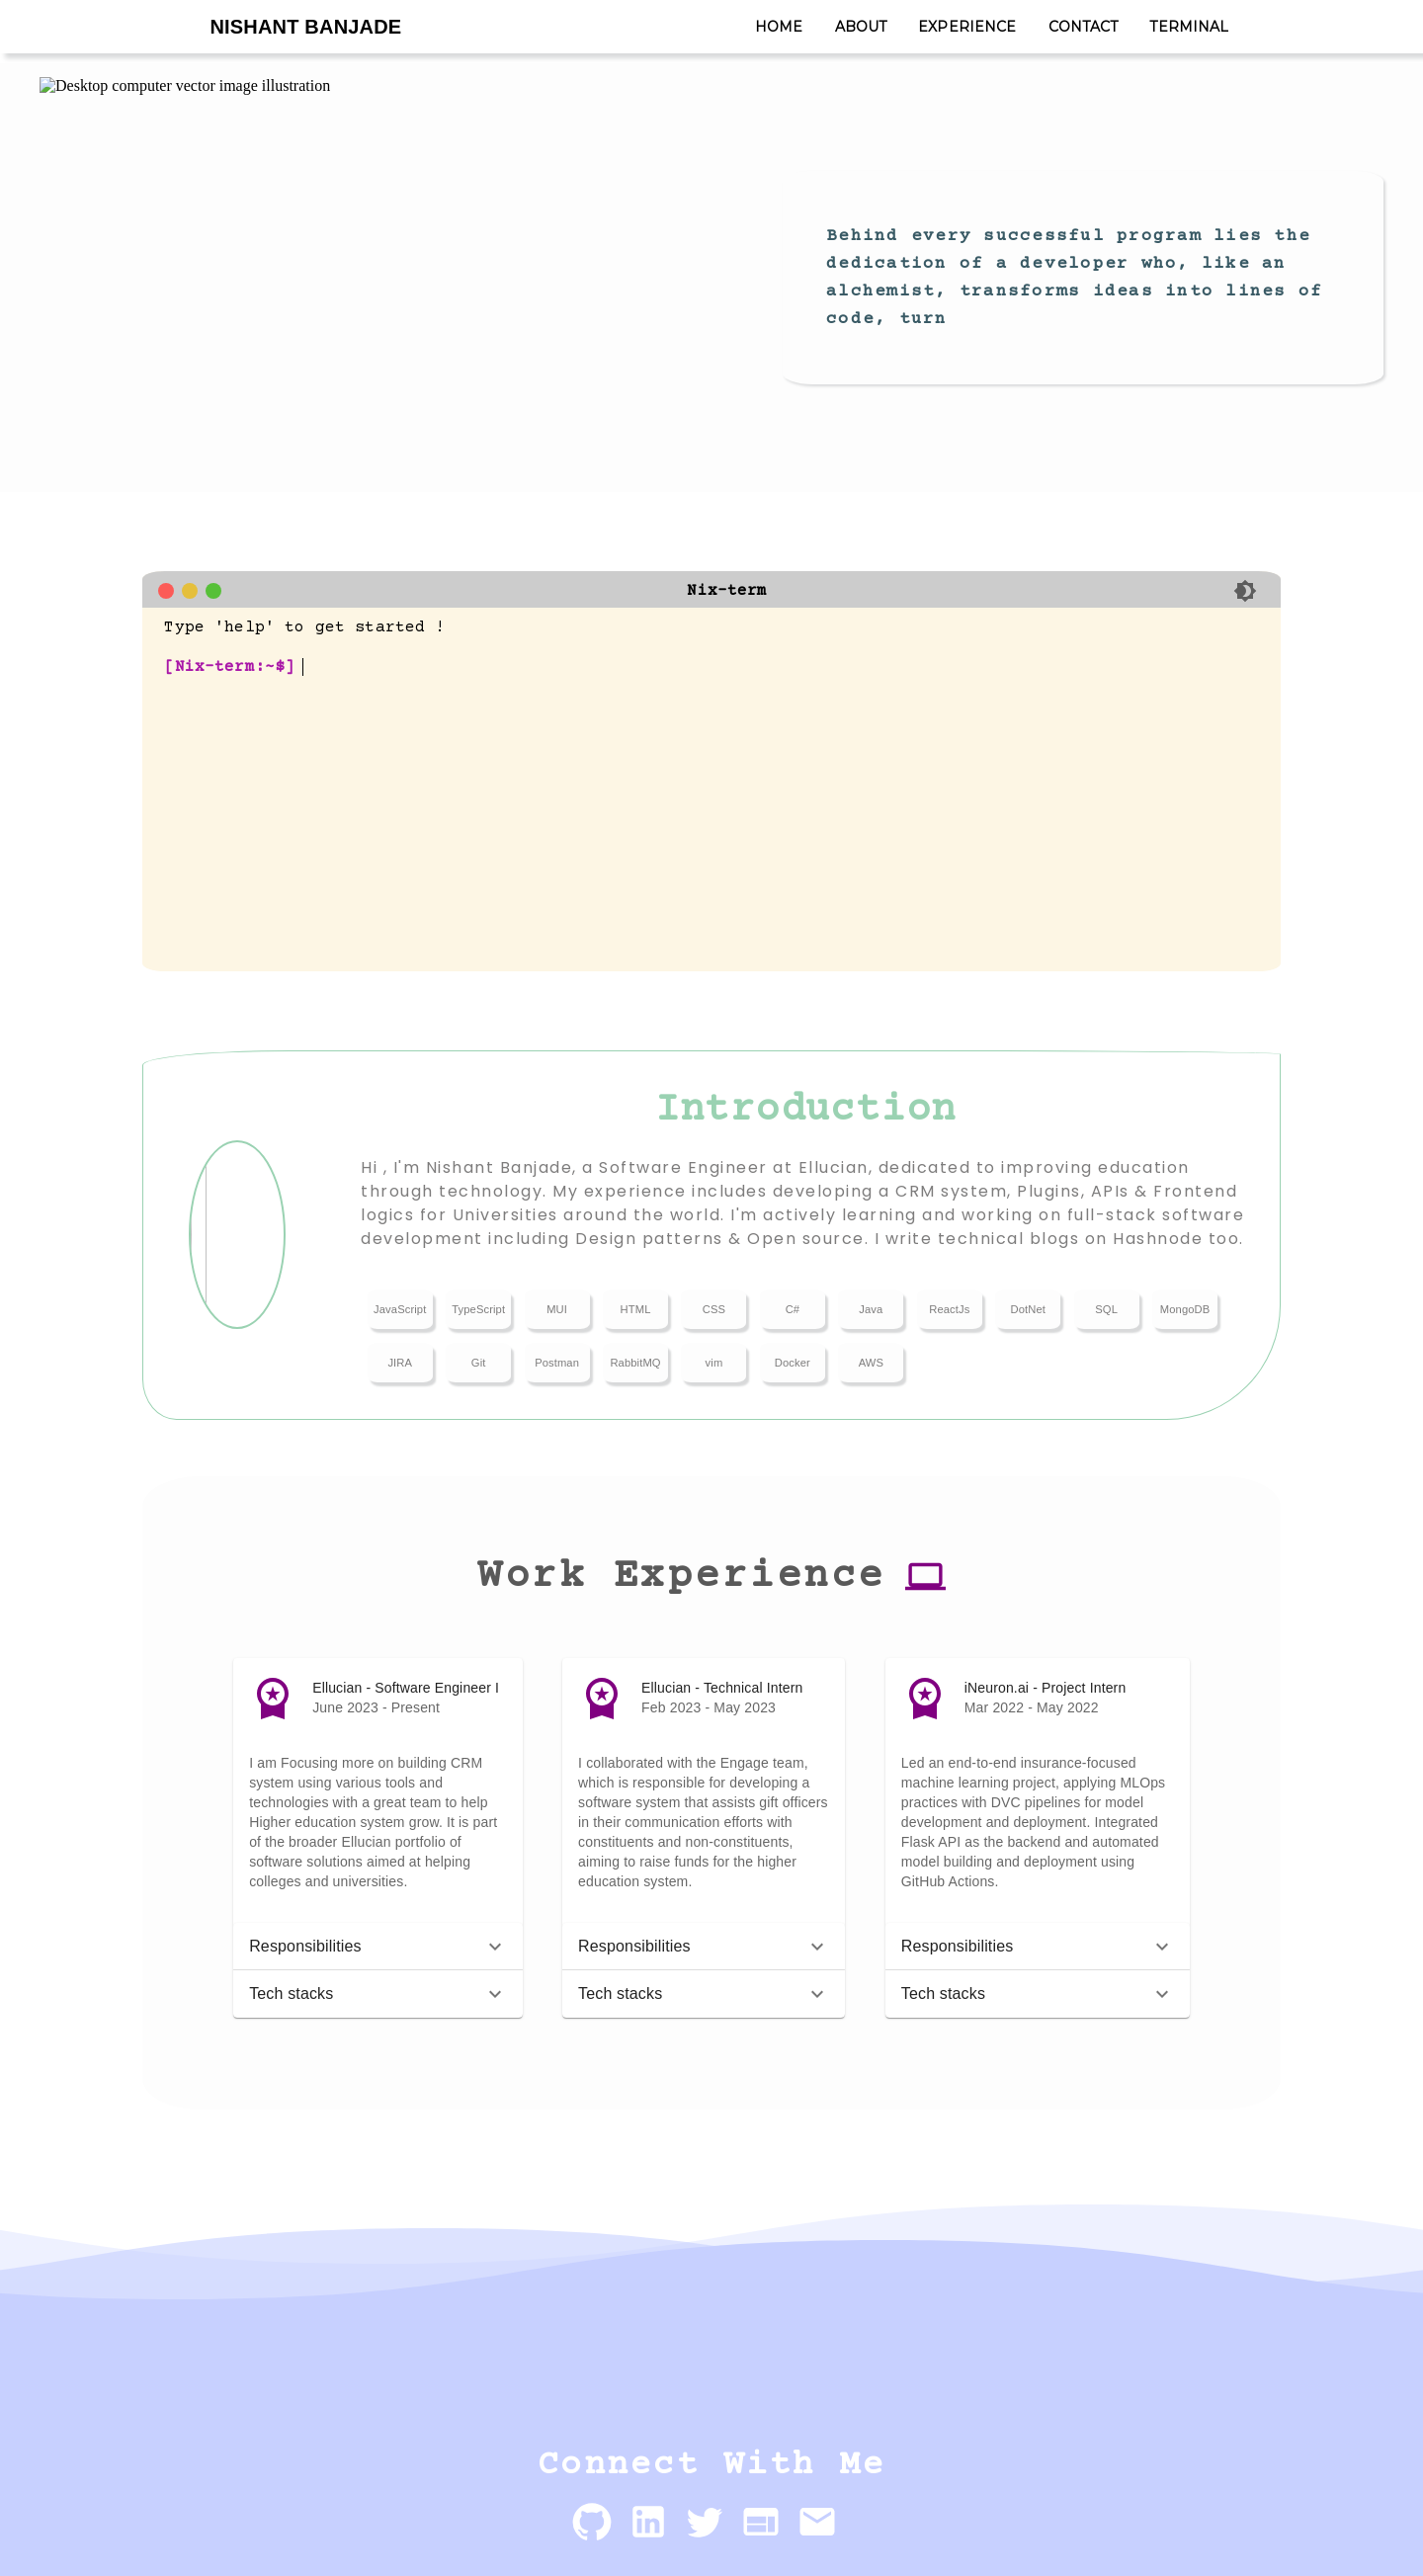 NISHANT BANJADE
HOME ABOUT EXPERIENCE CONTACT TERMINAL
Desktop computer vector image illustration
Behind every successful program lies the
dedication of a developer who, like an
alchemist, transforms ideas into lines of
code, turn
Nix-term
Type 'help' to get started !
[Nix-term:~$]
Introduction
Hi , I'm Nishant Banjade, a Software Engineer at Ellucian, dedicated to improving education
through technology. My experience includes developing a CRM system, Plugins, APIs & Frontend
logics for Universities around the world. I'm actively learning and working on full-stack software
development including Design patterns & Open source. I write technical blogs on Hashnode too.
JavaScript TypeScript MUI HTML CSS C# Java ReactJs DotNet SQL MongoDB
JIRA Git Postman RabbitMQ vim Docker AWS
Work Experience
Ellucian - Software Engineer I
June 2023 - Present
I am Focusing more on building CRM
system using various tools and
technologies with a great team to help
Higher education system grow. It is part
of the broader Ellucian portfolio of
software solutions aimed at helping
colleges and universities.
Responsibilities
Tech stacks
Ellucian - Technical Intern
Feb 2023 - May 2023
I collaborated with the Engage team,
which is responsible for developing a
software system that assists gift officers
in their communication efforts with
constituents and non-constituents,
aiming to raise funds for the higher
education system.
Responsibilities
Tech stacks
iNeuron.ai - Project Intern
Mar 2022 - May 2022
Led an end-to-end insurance-focused
machine learning project, applying MLOps
practices with DVC pipelines for model
development and deployment. Integrated
Flask API as the backend and automated
model building and deployment using
GitHub Actions.
Responsibilities
Tech stacks
Connect With Me